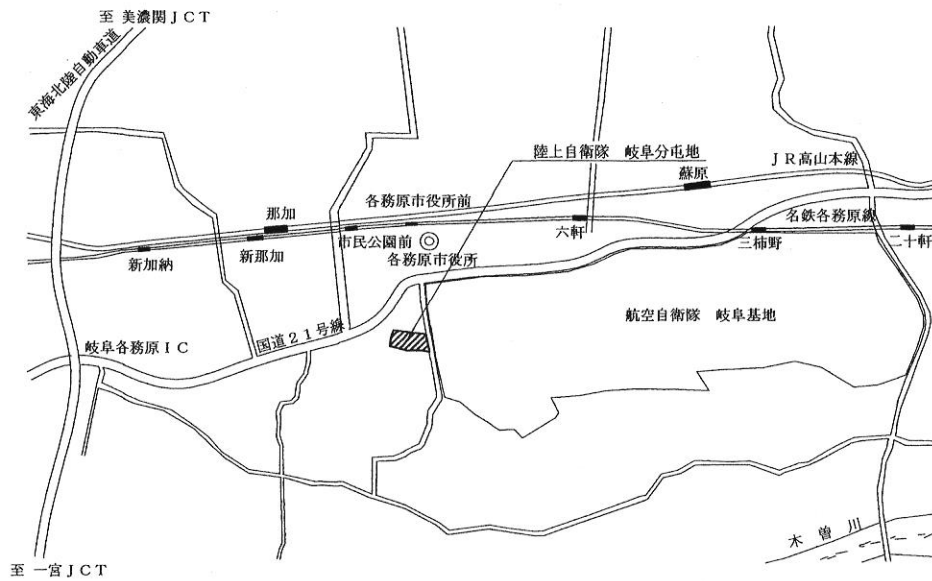 至 美濃関JCT
東海北陸自動車道
陸上自衛隊 岐阜分屯地
JR高山本線
蘇原
各務原市役所前
那加
名鉄各務原線
六軒
市民公園前
三柿野
二十軒
新加納
新那加
各務原市役所
航空自衛隊 岐阜基地
国道21号線
岐阜各務原IC
木曽川
至 一宮JCT